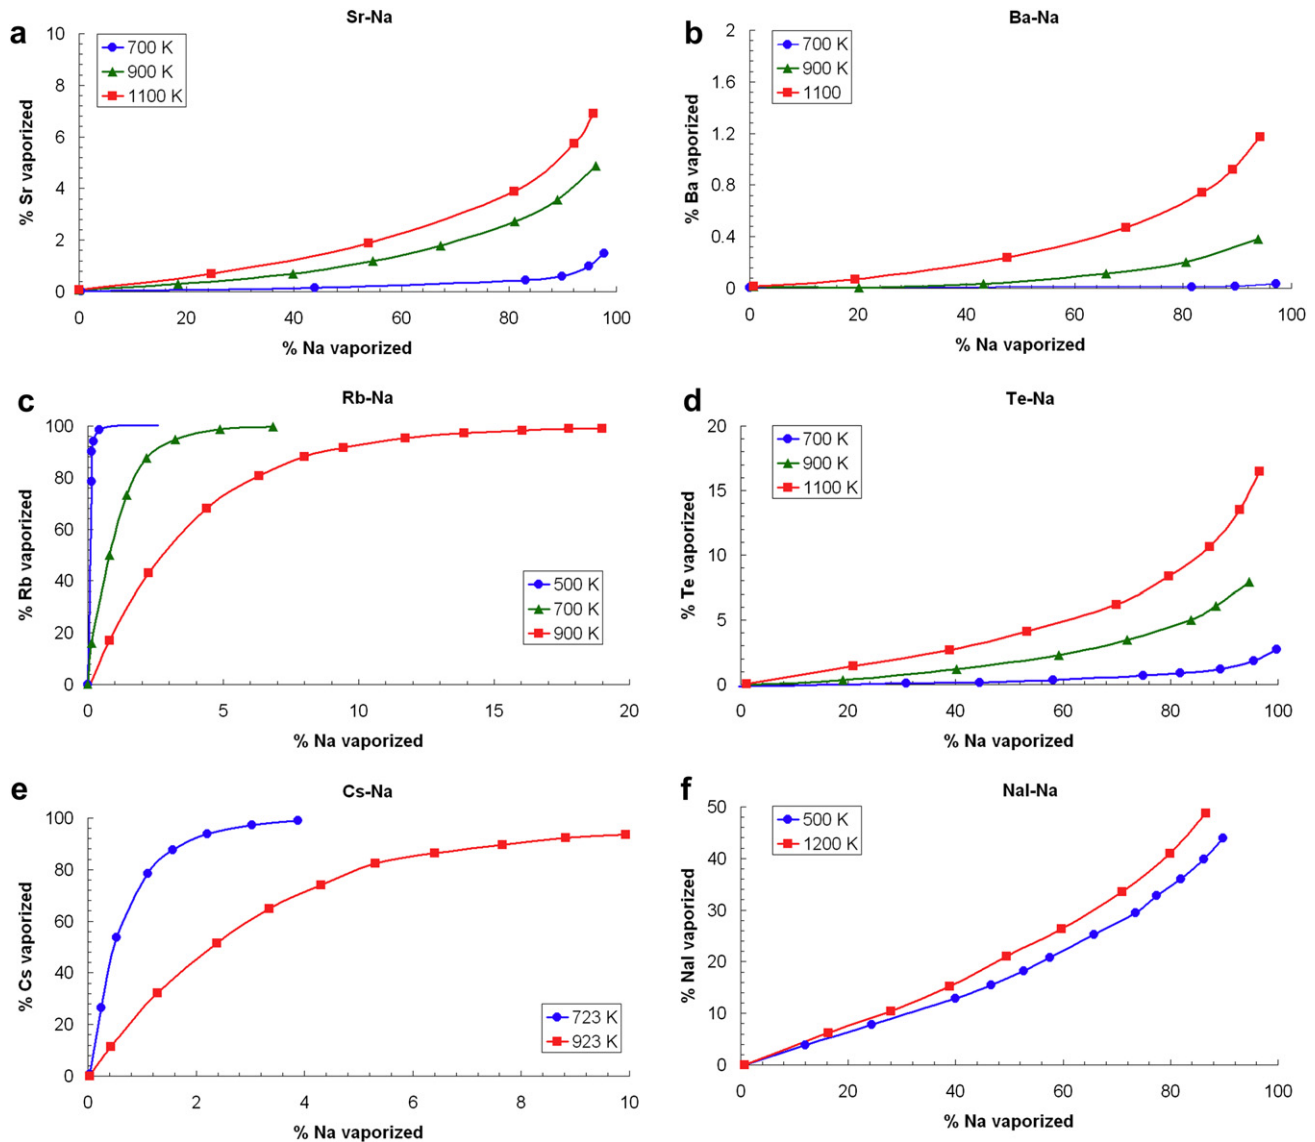 a
Sr-Na
10
8
6
4
2
0
% Sr vaporized
700 K
900 K
1100 K
0 20 40 60 80 100
% Na vaporized
b
Ba-Na
2
1.6
1.2
0.8
0.4
0
% Ba vaporized
700 K
900 K
1100
0 20 40 60 80 100
% Na vaporized
c
Rb-Na
100
80
60
40
20
0
% Rb vaporized
500 K
700 K
900 K
0 5 10 15 20
% Na vaporized
d
Te-Na
20
15
10
5
0
% Te vaporized
700 K
900 K
1100 K
0 20 40 60 80 100
% Na vaporized
e
Cs-Na
100
80
60
40
20
0
% Cs vaporized
723 K
923 K
0 2 4 6 8 10
% Na vaporized
f
NaI-Na
50
40
30
20
10
0
% NaI vaporized
500 K
1200 K
0 20 40 60 80 100
% Na vaporized